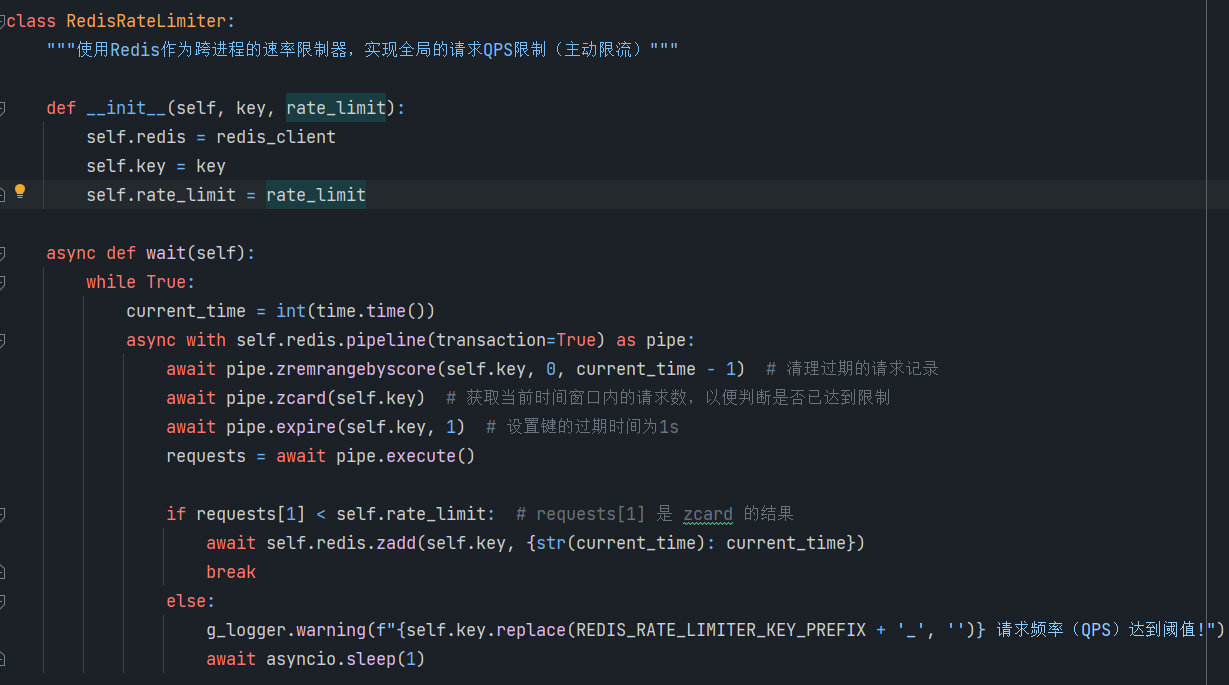 class RedisRateLimiter:
    """使用Redis作为跨进程的速率限制器，实现全局的请求QPS限制（主动限流）"""
    def __init__(self, key, rate_limit):
        self.redis = redis_client
        self.key = key
        self.rate_limit = rate_limit
    async def wait(self):
        while True:
            current_time = int(time.time())
            async with self.redis.pipeline(transaction=True) as pipe:
                await pipe.zremrangebyscore(self.key, 0, current_time - 1)  # 清理过期的请求记录
                await pipe.zcard(self.key)  # 获取当前时间窗口内的请求数，以便判断是否已达到限制
                await pipe.expire(self.key, 1)  # 设置键的过期时间为1s
                requests = await pipe.execute()
                if requests[1] < self.rate_limit:  # requests[1] 是 zcard 的结果
                    await self.redis.zadd(self.key, {str(current_time): current_time})
                    break
                else:
                    g_logger.warning(f"{self.key.replace(REDIS_RATE_LIMITER_KEY_PREFIX + '_', '')} 请求频率（QPS）达到阈值!")
                    await asyncio.sleep(1)